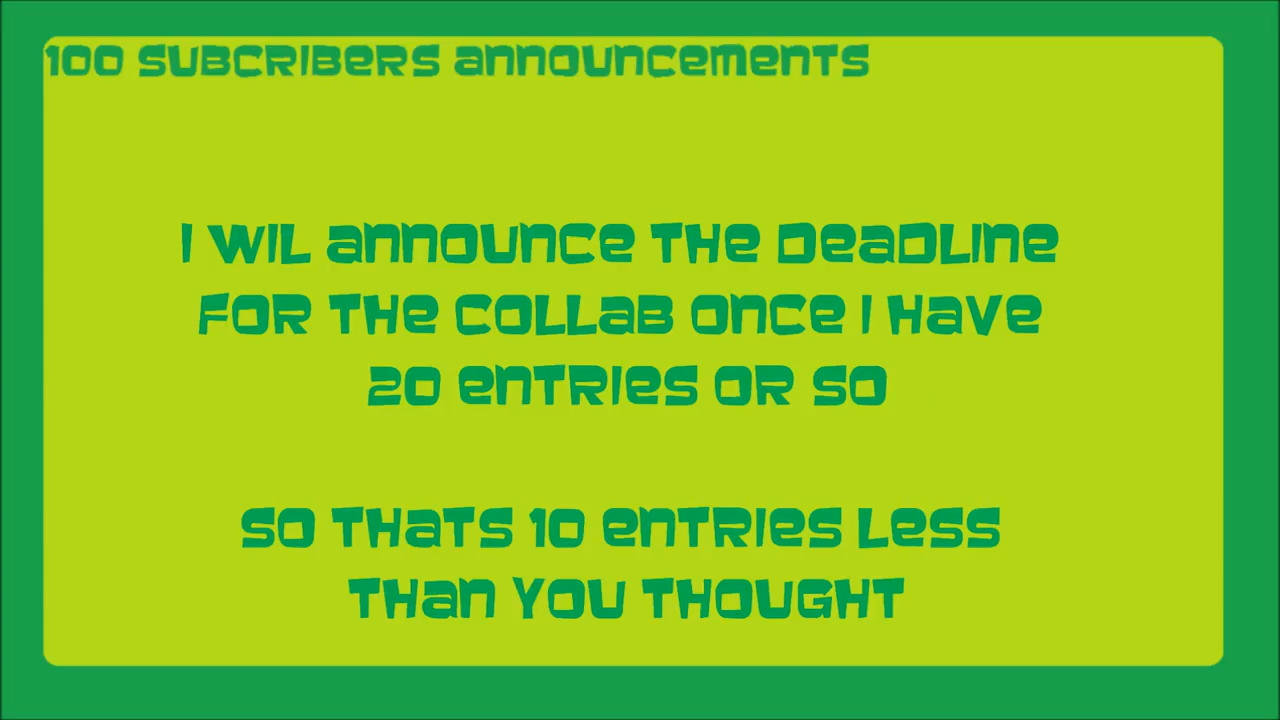 100 SUBCRIBERS ANNOUNCEMENTS
I WIL ANNOUNCE THE DEADLINE
FOR THE COLLAB ONCE I HAVE
20 ENTRIES OR SO
SO THATS 10 ENTRIES LESS
THAN YOU THOUGHT